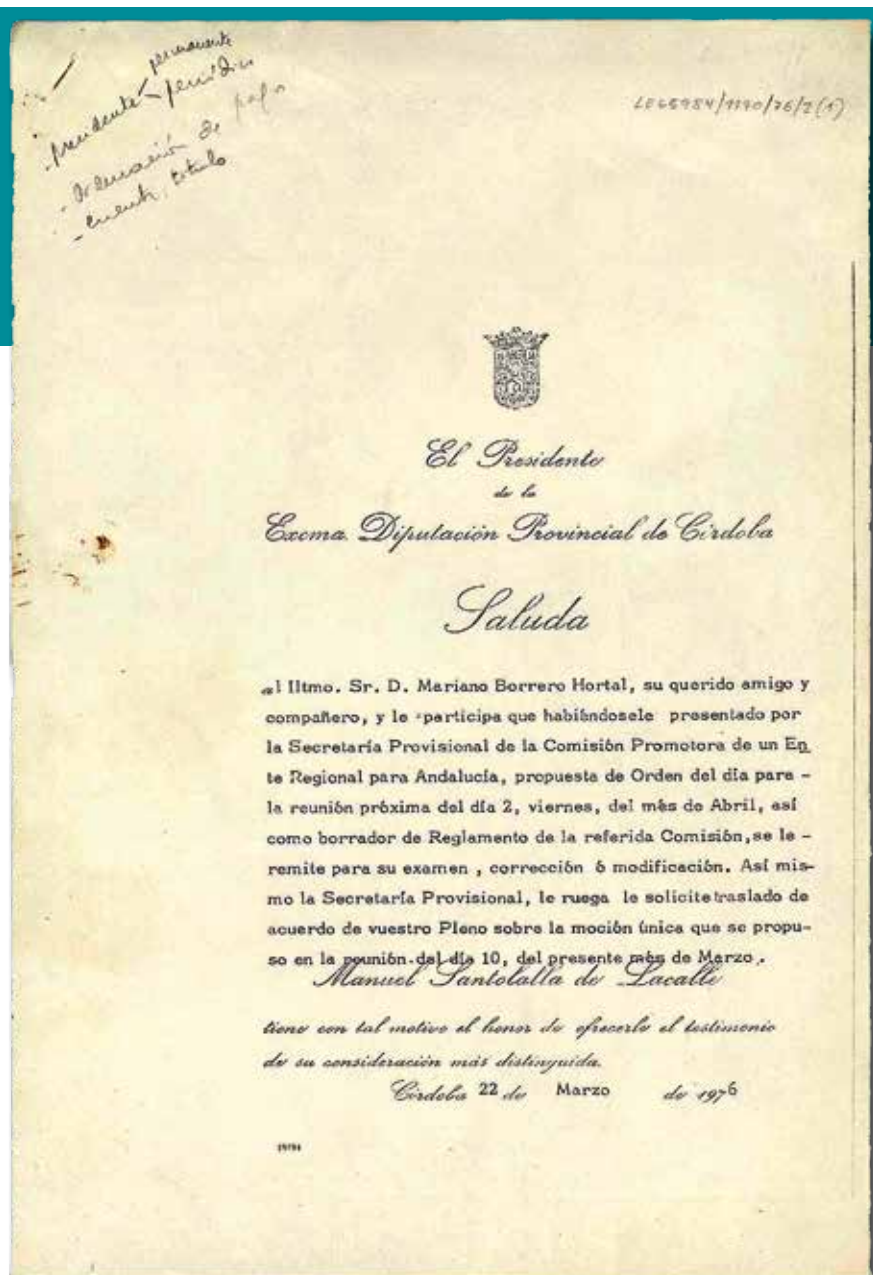 permanente
- presidente periódico
- Ordenación de pago
- cuenta, título
LEG5984/1190/76/2(1)
El Presidente
de la
Excma. Diputación Provincial de Córdoba
Saluda
al Iltmo. Sr. D. Mariano Borrero Hortal, su querido amigo y
compañero, y le participa que habiéndosele presentado por
la Secretaría Provisional de la Comisión Promotora de un En
te Regional para Andalucía, propuesta de Orden del día para -
la reunión próxima del día 2, viernes, del més de Abril, así
como borrador de Reglamento de la referida Comisión, se le -
remite para su examen , corrección ó modificación. Así mis-
mo la Secretaría Provisional, le ruega le solicite traslado de
acuerdo de vuestro Pleno sobre la moción única que se propu-
so en la reunión del día 10, del presente més de Marzo .
Manuel Santolalla de Lacalle
tiene con tal motivo el honor de ofrecerle el testimonio
de su consideración más distinguida.
Córdoba 22 de Marzo de 1976